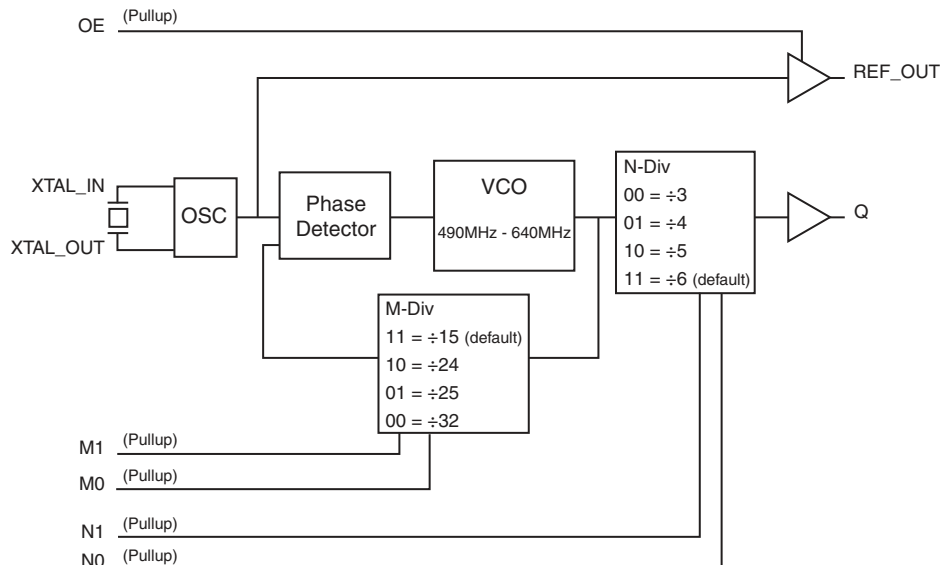 OE (Pullup)
REF_OUT
XTAL_IN
XTAL_OUT
OSC
Phase
Detector
VCO
490MHz - 640MHz
N-Div
00 = ÷3
01 = ÷4
10 = ÷5
11 = ÷6 (default)
Q
M-Div
11 = ÷15 (default)
10 = ÷24
01 = ÷25
00 = ÷32
M1 (Pullup)
M0 (Pullup)
N1 (Pullup)
N0 (Pullup)